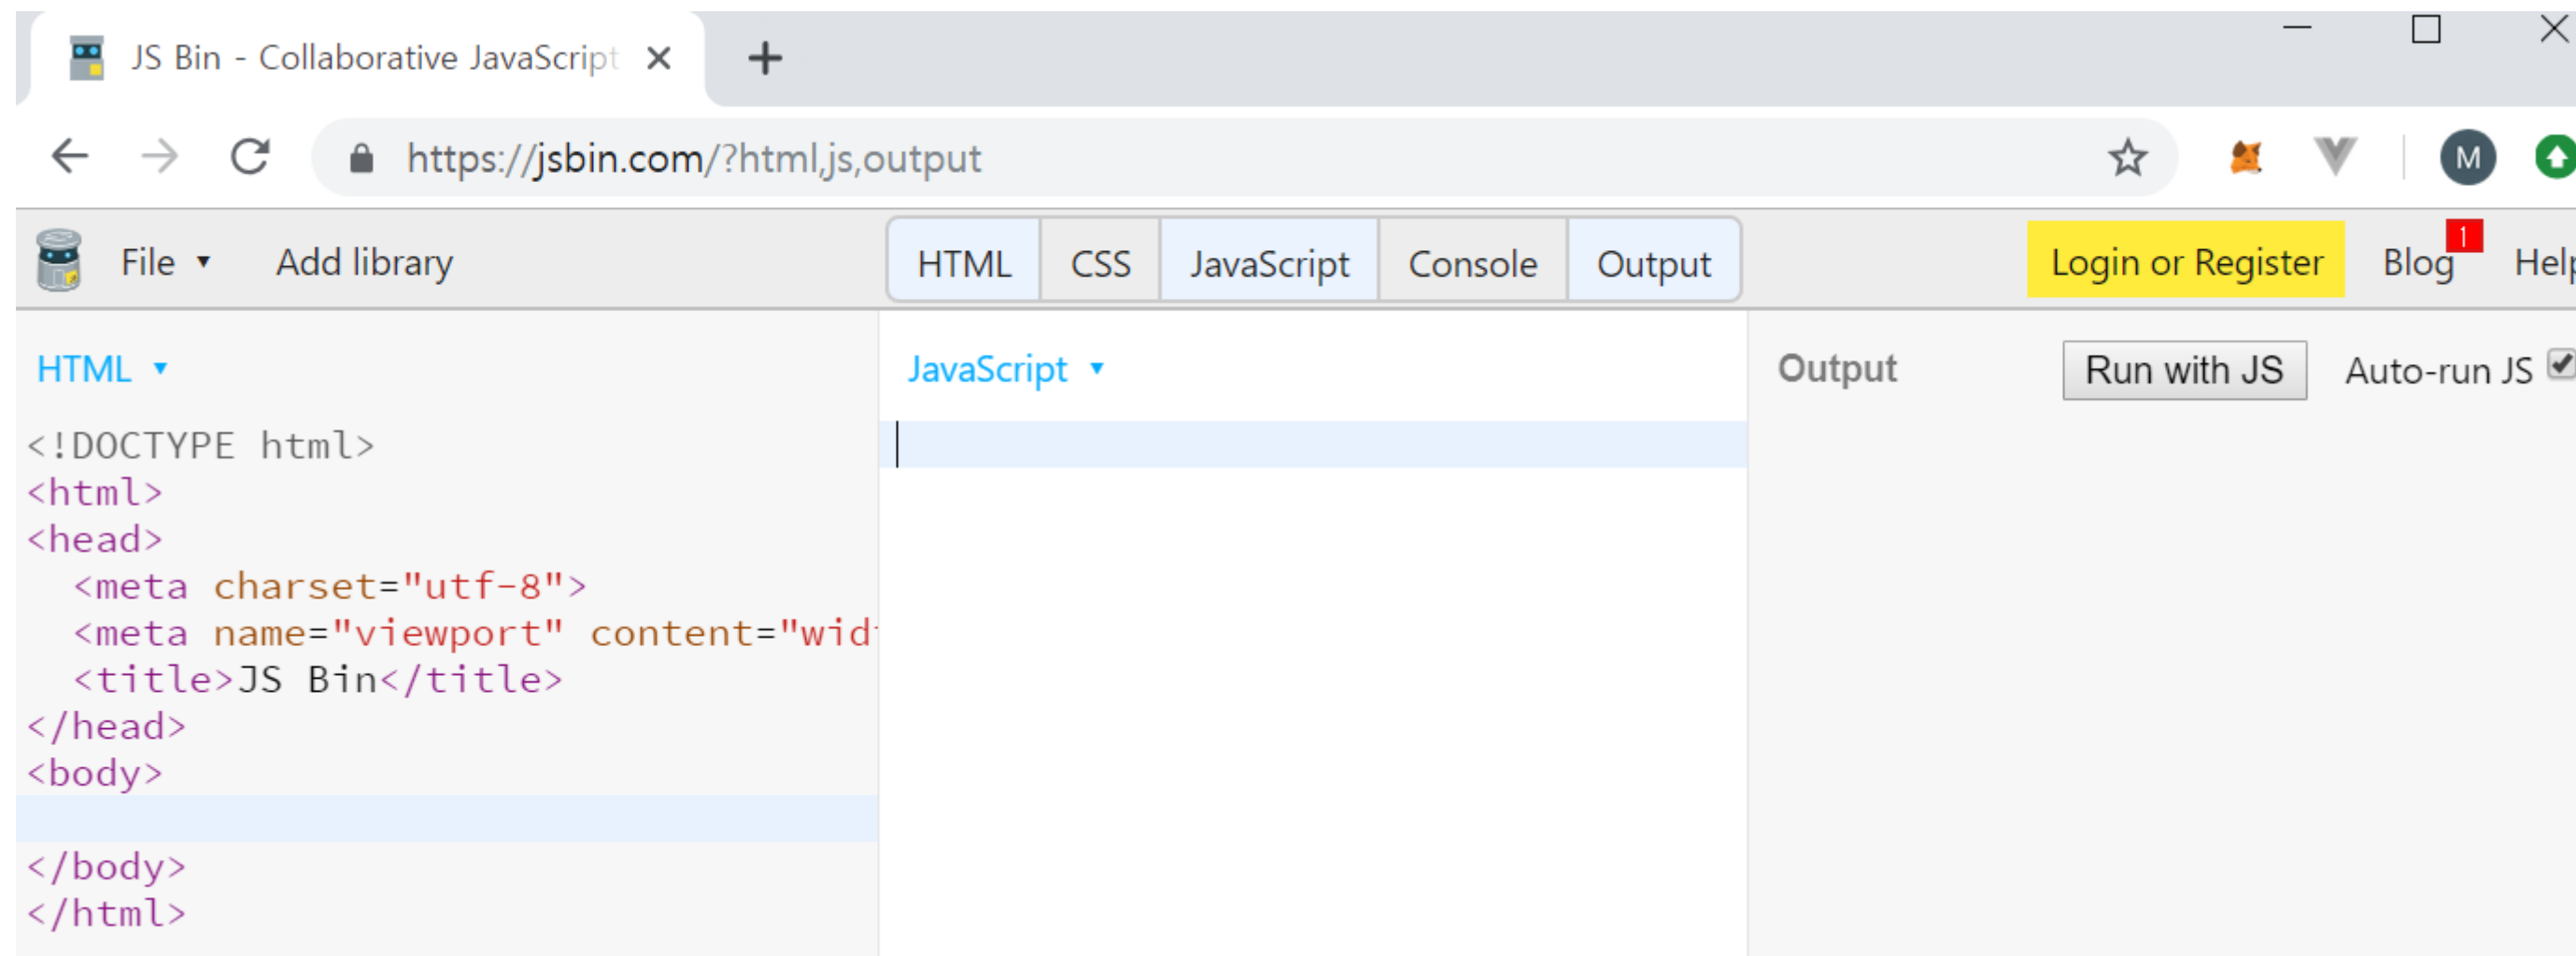 JS Bin - Collaborative JavaScript
https://jsbin.com/?html,js,output
M
File Add library HTML CSS JavaScript Console Output Login or Register Blog 1
HTML JavaScript Output Run with JS Auto-run JS
<!DOCTYPE html>
<html>
<head>
<meta charset="utf-8">
<meta name="viewport" content="wid
<title>JS Bin</title>
</head>
<body>
</body>
</html>